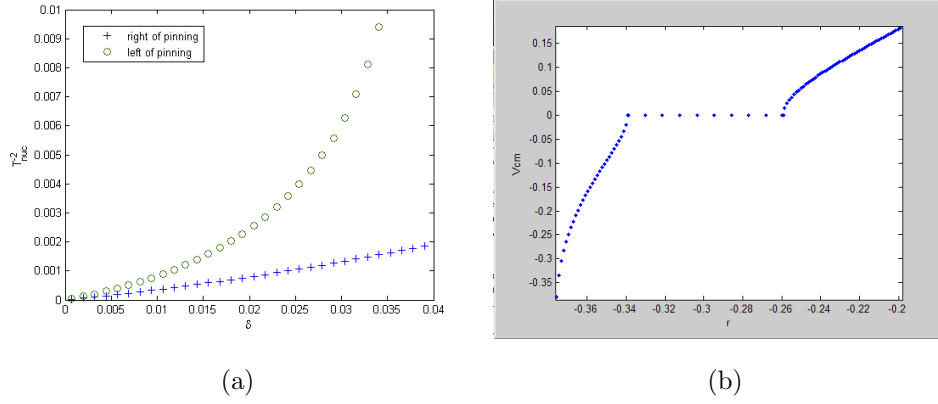 0.01
0.009
0.008
0.007
0.006
0.005
0.004
0.003
0.002
0.001
0
T⁻²nuc
+ right of pinning
○ left of pinning
0 0.005 0.01 0.015 0.02 0.025 0.03 0.035 0.04
δ
(a)
0.15
0.1
0.05
0
-0.05
-0.1
-0.15
-0.2
-0.25
-0.3
-0.35
Vcm
-0.36 -0.34 -0.32 -0.3 -0.28 -0.26 -0.24 -0.22 -0.2
r
(b)